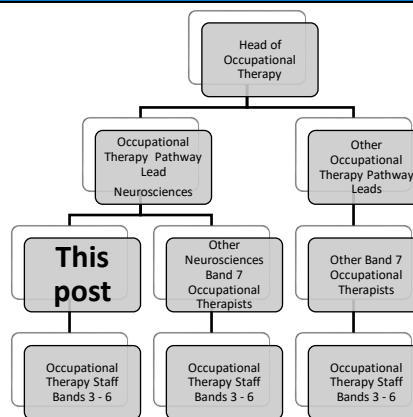 Head of
Occupational
Therapy
Occupational
Therapy Pathway
Lead
Neurosciences
Other
Occupational
Therapy Pathway
Leads
This
post
Other
Neurosciences
Band 7
Occupational
Therapists
Other Band 7
Occupational
Therapists
Occupational
Therapy Staff
Bands 3 - 6
Occupational
Therapy Staff
Bands 3 - 6
Occupational
Therapy Staff
Bands 3 - 6